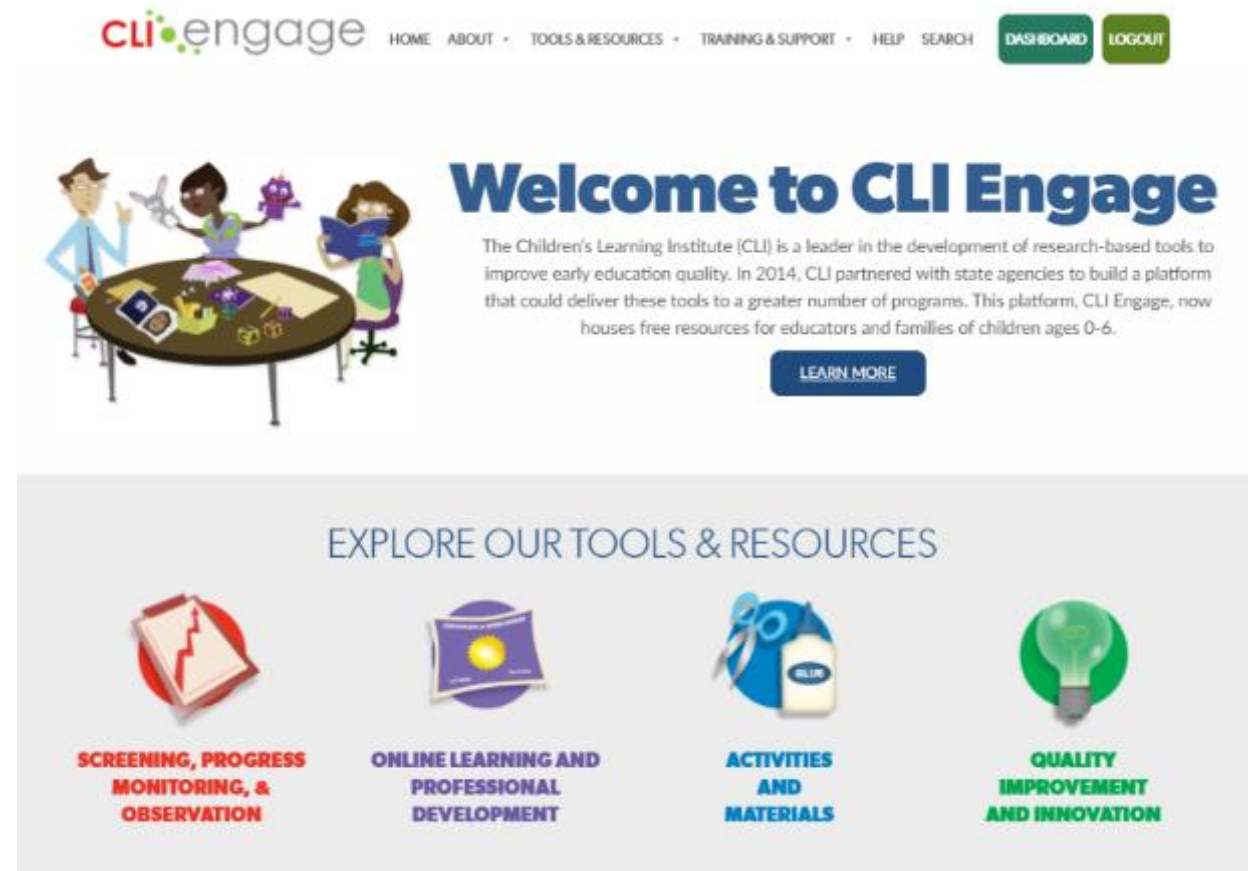 cli engage
HOME ABOUT TOOLS & RESOURCES TRAINING & SUPPORT HELP SEARCH DASHBOARD LOGOUT
Welcome to CLI Engage
The Children's Learning Institute (CLI) is a leader in the development of research-based tools to
improve early education quality. In 2014, CLI partnered with state agencies to build a platform
that could deliver these tools to a greater number of programs. This platform, CLI Engage, now
houses free resources for educators and families of children ages 0-6.
LEARN MORE
EXPLORE OUR TOOLS & RESOURCES
GLUE
SCREENING, PROGRESS
MONITORING, &
OBSERVATION
ONLINE LEARNING AND
PROFESSIONAL
DEVELOPMENT
ACTIVITIES
AND
MATERIALS
QUALITY
IMPROVEMENT
AND INNOVATION